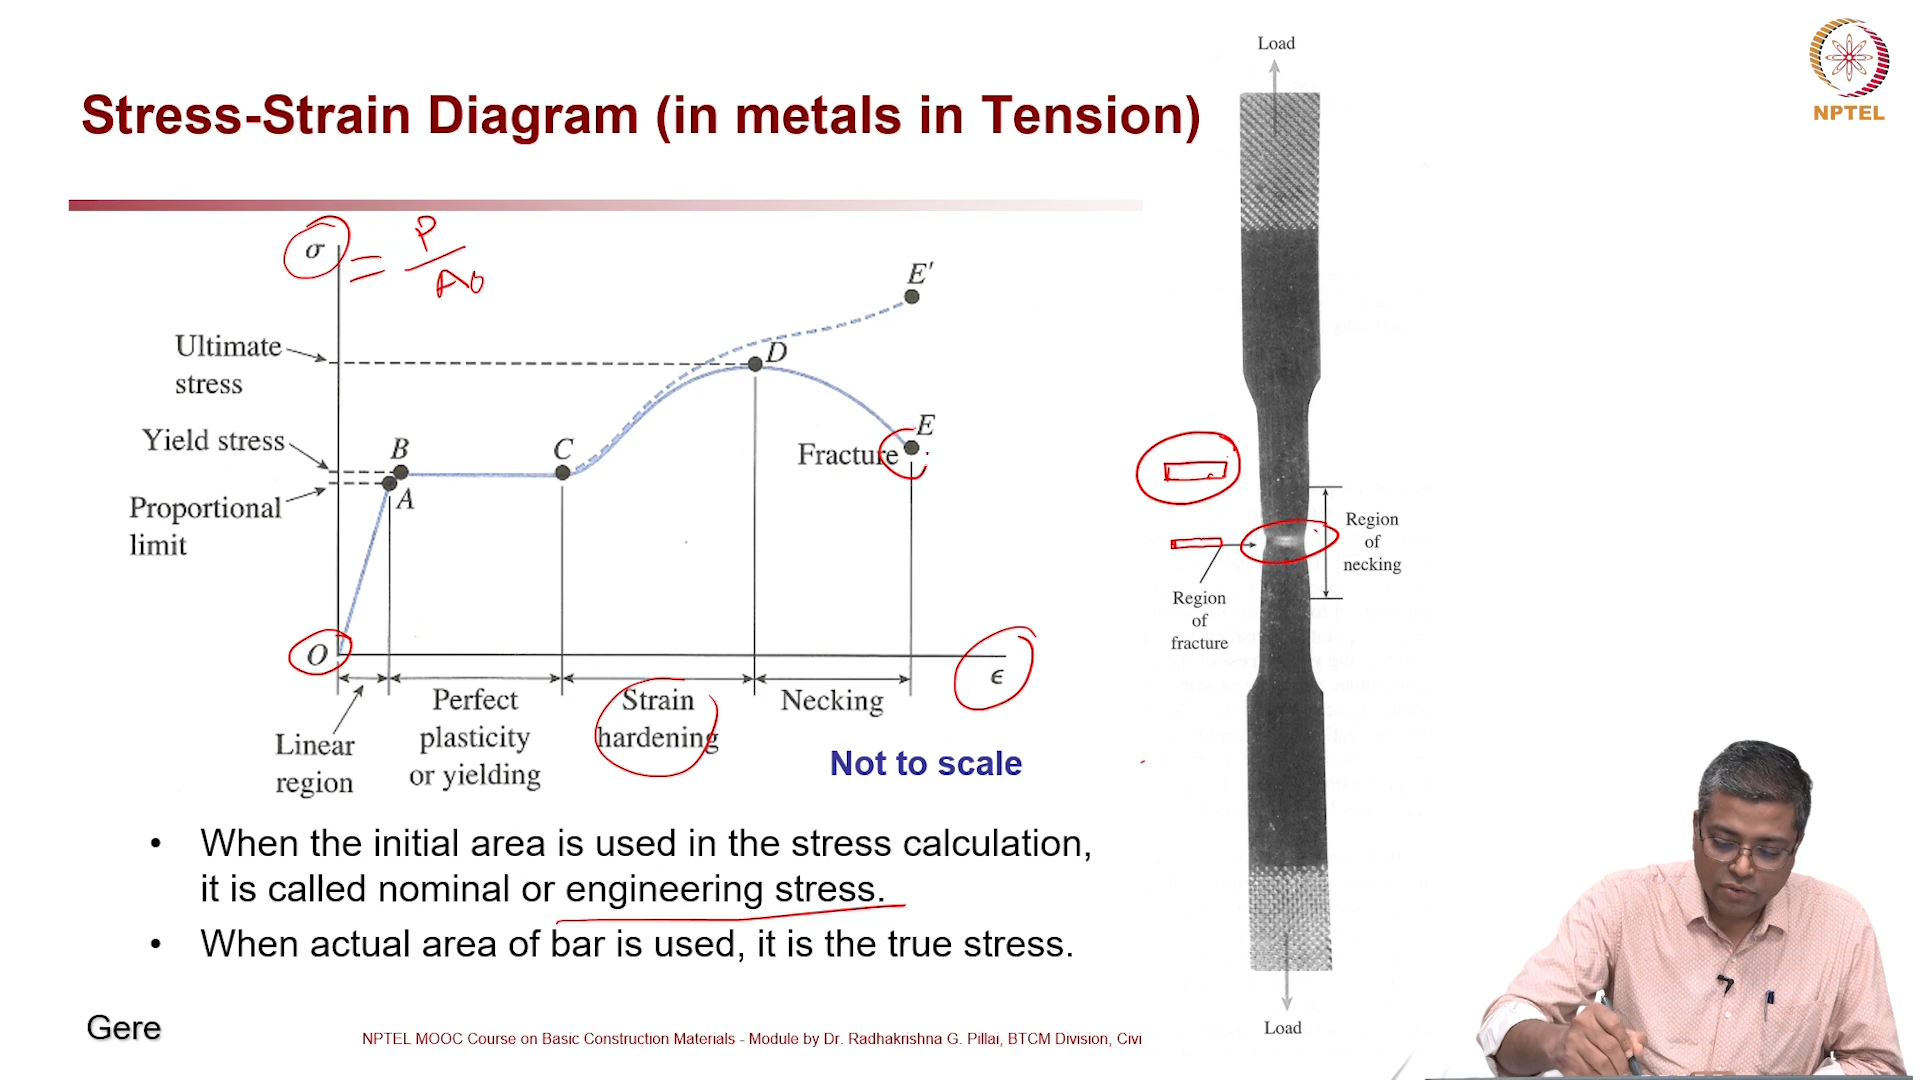 Stress-Strain Diagram (in metals in Tension)
NPTEL
σ = P/A0
E'
Ultimate
stress
D
Yield stress
B
C
E
Fracture
Proportional
limit
A
O
ϵ
Perfect
plasticity
or yielding
Strain
hardening
Necking
Linear
region
Not to scale
• When the initial area is used in the stress calculation,
it is called nominal or engineering stress.
• When actual area of bar is used, it is the true stress.
Gere
NPTEL MOOC Course on Basic Construction Materials - Module by Dr. Radhakrishna G. Pillai, BTCM Division, Civi
Load
Region
of
necking
Region
of
fracture
Load